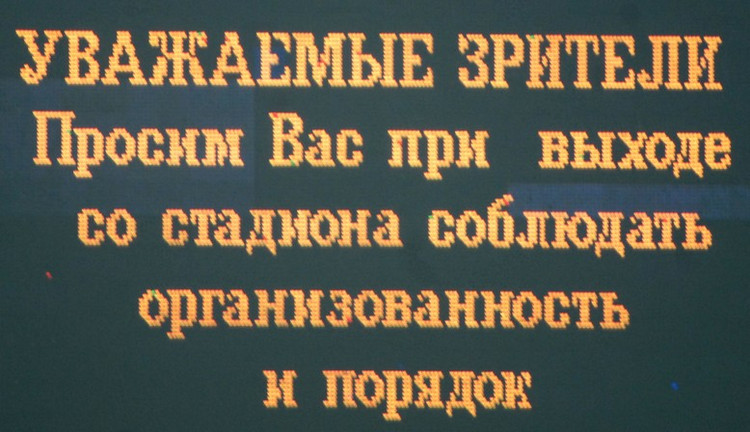 УВАЖАЕМЫЕ ЗРИТЕЛИ
Просим Вас при выходе
со стадиона соблюдать
организованность
и порядок